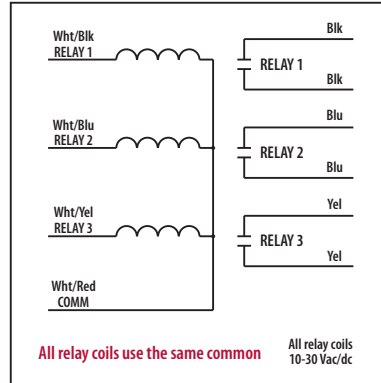 Wht/Blk
RELAY 1
Wht/Blu
RELAY 2
Wht/Yel
RELAY 3
Wht/Red
COMM
Blk
RELAY 1
Blk
Blu
RELAY 2
Blu
Yel
RELAY 3
Yel
All relay coils use the same common
All relay coils
10-30 Vac/dc